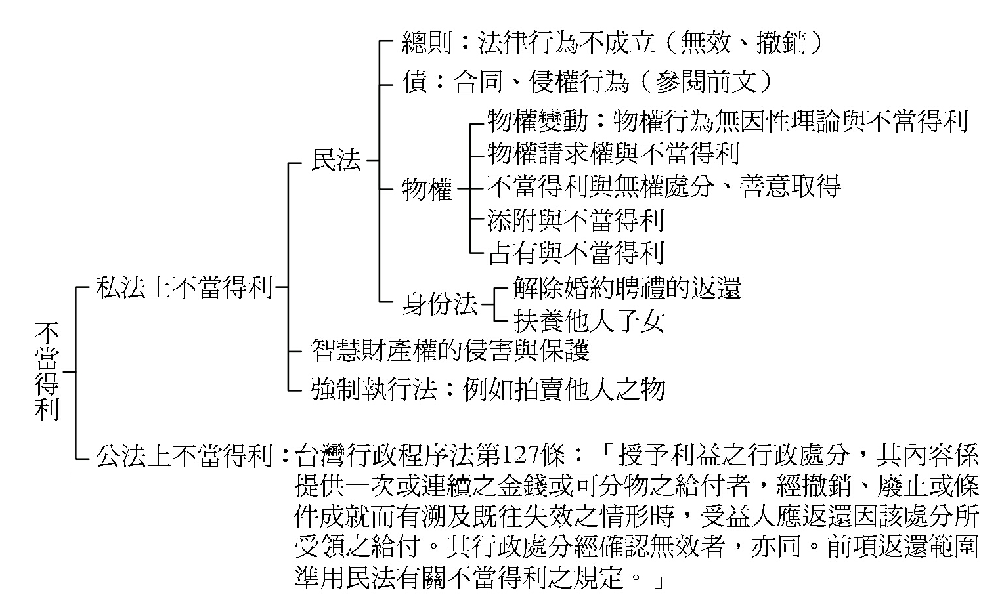 總則：法律行為不成立（無效、撤銷）
債：合同、侵權行為（參閱前文）
物權變動：物權行為無因性理論與不當得利
物權請求權與不當得利
民法
不當得利與無權處分、善意取得
物權
添附與不當得利
占有與不當得利
私法上不當得利
解除婚約聘禮的返還
身份法
扶養他人子女
不當得利
智慧財產權的侵害與保護
強制執行法：例如拍賣他人之物
公法上不當得利：台灣行政程序法第127條：「授予利益之行政處分，其內容係
提供一次或連續之金錢或可分物之給付者，經撤銷、廢止或條
件成就而有溯及既往失效之情形時，受益人應返還因該處分所
受領之給付。其行政處分經確認無效者，亦同。前項返還範圍
準用民法有關不當得利之規定。」